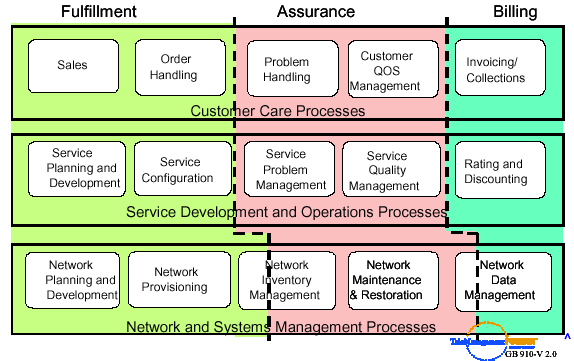 Fulfillment Assurance Billing
Sales
Order
Handling
Problem
Handling
Customer
QOS
Management
Invoicing/
Collections
Customer Care Processes
Service
Planning and
Development
Service
Configuration
Service
Problem
Management
Service
Quality
Management
Rating and
Discounting
Service Development and Operations Processes
Network
Planning and
Development
Network
Provisioning
Network
Inventory
Management
Network
Maintenance
& Restoration
Network
Data
Management
Network and Systems Management Processes
GB 910-V 2.0